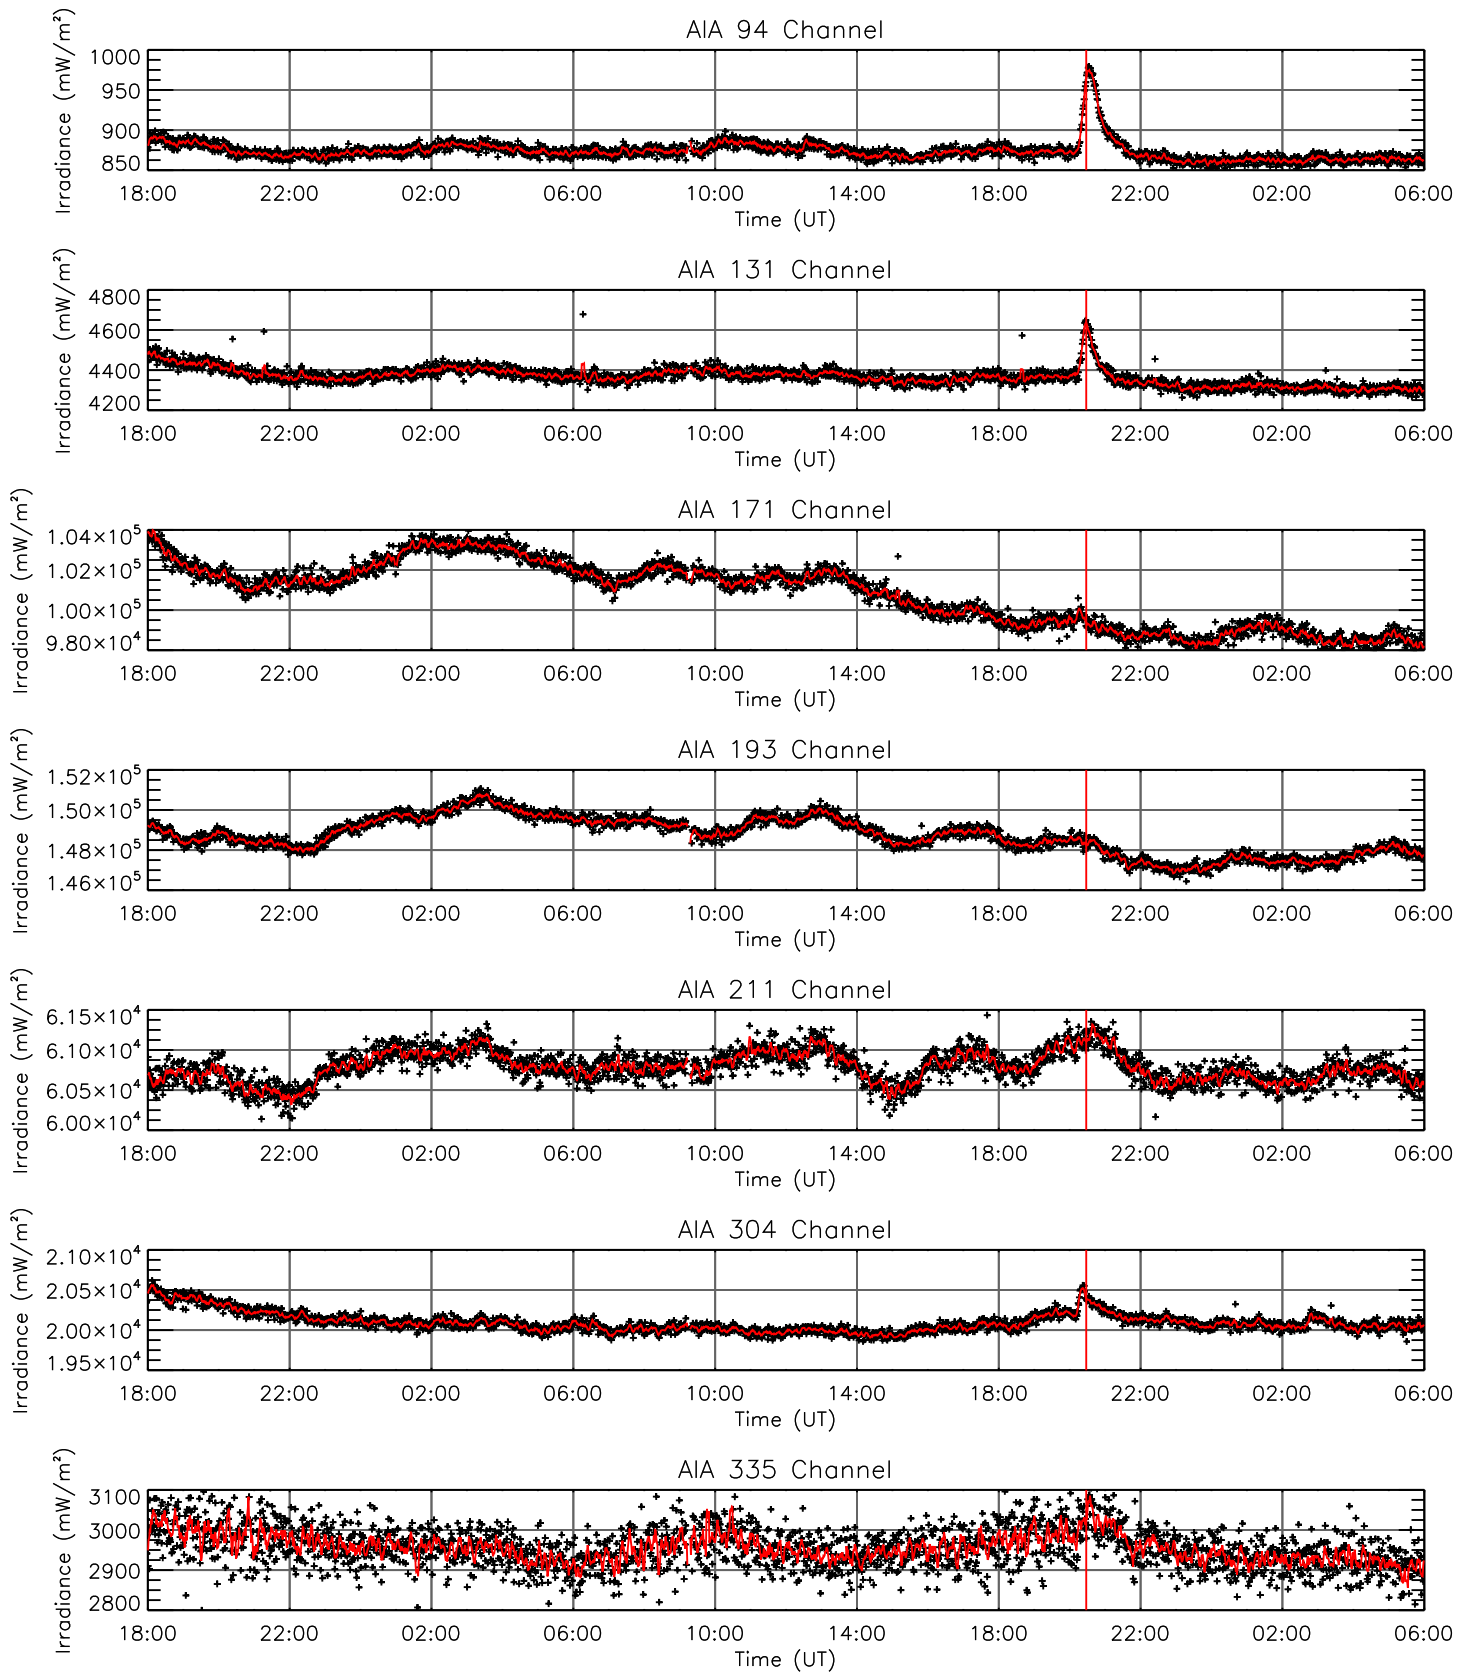 AIA 94 Channel
Irradiance (mW/m²)
1000
950
900
850
18:00 22:00 02:00 06:00 10:00 14:00 18:00 22:00 02:00 06:00
Time (UT)
AIA 131 Channel
Irradiance (mW/m²)
4800
4600
4400
4200
18:00 22:00 02:00 06:00 10:00 14:00 18:00 22:00 02:00 06:00
Time (UT)
AIA 171 Channel
Irradiance (mW/m²)
1.04×10⁵
1.02×10⁵
1.00×10⁵
9.80×10⁴
18:00 22:00 02:00 06:00 10:00 14:00 18:00 22:00 02:00 06:00
Time (UT)
AIA 193 Channel
Irradiance (mW/m²)
1.52×10⁵
1.50×10⁵
1.48×10⁵
1.46×10⁵
18:00 22:00 02:00 06:00 10:00 14:00 18:00 22:00 02:00 06:00
Time (UT)
AIA 211 Channel
Irradiance (mW/m²)
6.15×10⁴
6.10×10⁴
6.05×10⁴
6.00×10⁴
18:00 22:00 02:00 06:00 10:00 14:00 18:00 22:00 02:00 06:00
Time (UT)
AIA 304 Channel
Irradiance (mW/m²)
2.10×10⁴
2.05×10⁴
2.00×10⁴
1.95×10⁴
18:00 22:00 02:00 06:00 10:00 14:00 18:00 22:00 02:00 06:00
Time (UT)
AIA 335 Channel
Irradiance (mW/m²)
3100
3000
2900
2800
18:00 22:00 02:00 06:00 10:00 14:00 18:00 22:00 02:00 06:00
Time (UT)